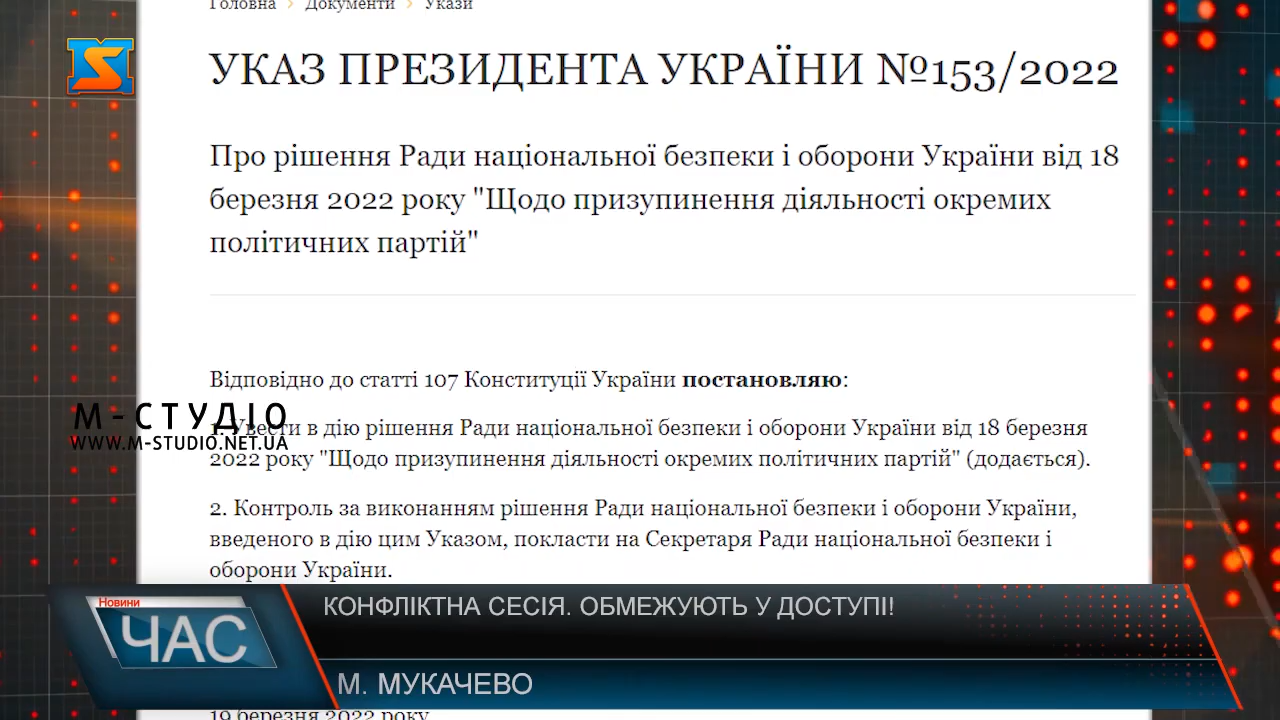 Головна > Документи > Укази
УКАЗ ПРЕЗИДЕНТА УКРАЇНИ №153/2022
Про рішення Ради національної безпеки і оборони України від 18
березня 2022 року "Щодо призупинення діяльності окремих
політичних партій"
Відповідно до статті 107 Конституції України постановляю:
М-СТУДІО
1. Увести в дію рішення Ради національної безпеки і оборони України від 18 березня
WWW.M-STUDIO.NET.UA
2022 року "Щодо призупинення діяльності окремих політичних партій" (додається).
2. Контроль за виконанням рішення Ради національної безпеки і оборони України,
введеного в дію цим Указом, покласти на Секретаря Ради національної безпеки і
оборони України.
Новини
ЧАС
КОНФЛІКТНА СЕСІЯ. ОБМЕЖУЮТЬ У ДОСТУПІ!
М. МУКАЧЕВО
19 березня 2022 року